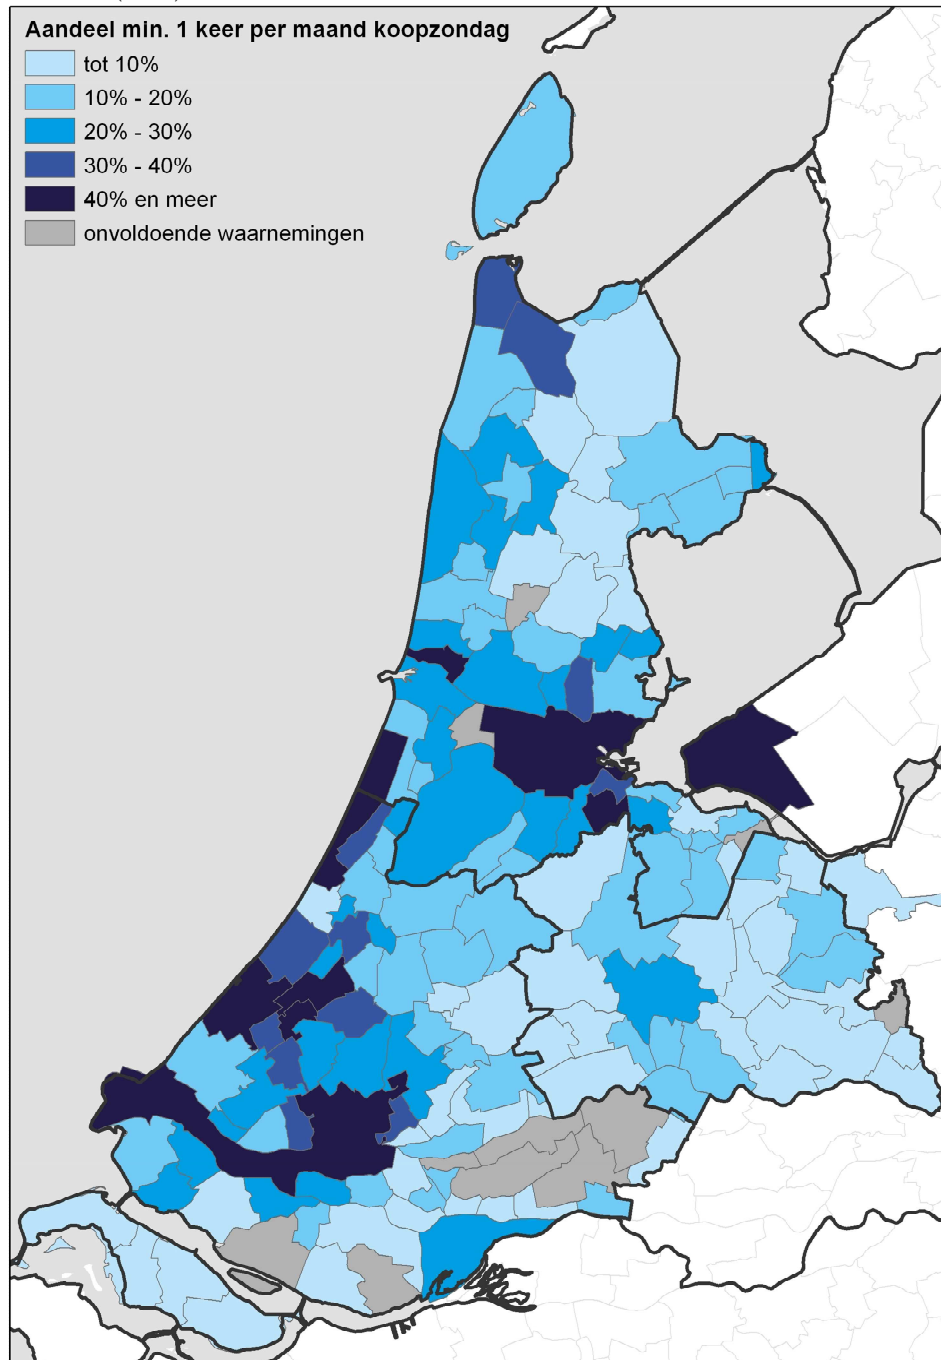 Aandeel min. 1 keer per maand koopzondag
tot 10%
10% - 20%
20% - 30%
30% - 40%
40% en meer
onvoldoende waarnemingen